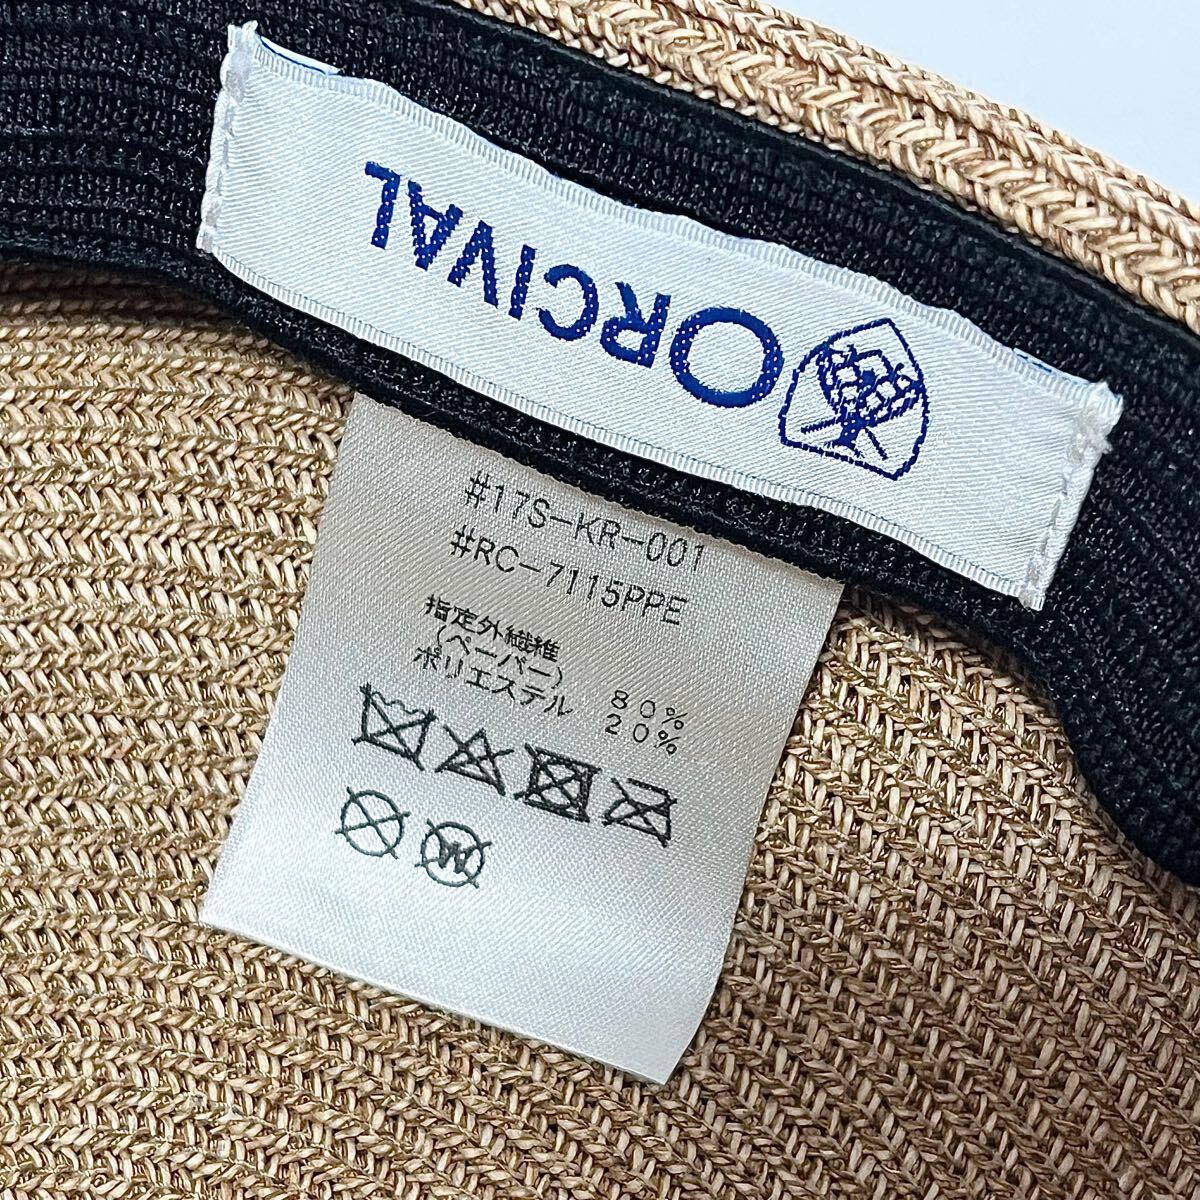 ORCIVAL
#17S-KR-001
#RC-7115PPE
指定外繊維
(ペーパー) 80%
ポリエステル 20%
W